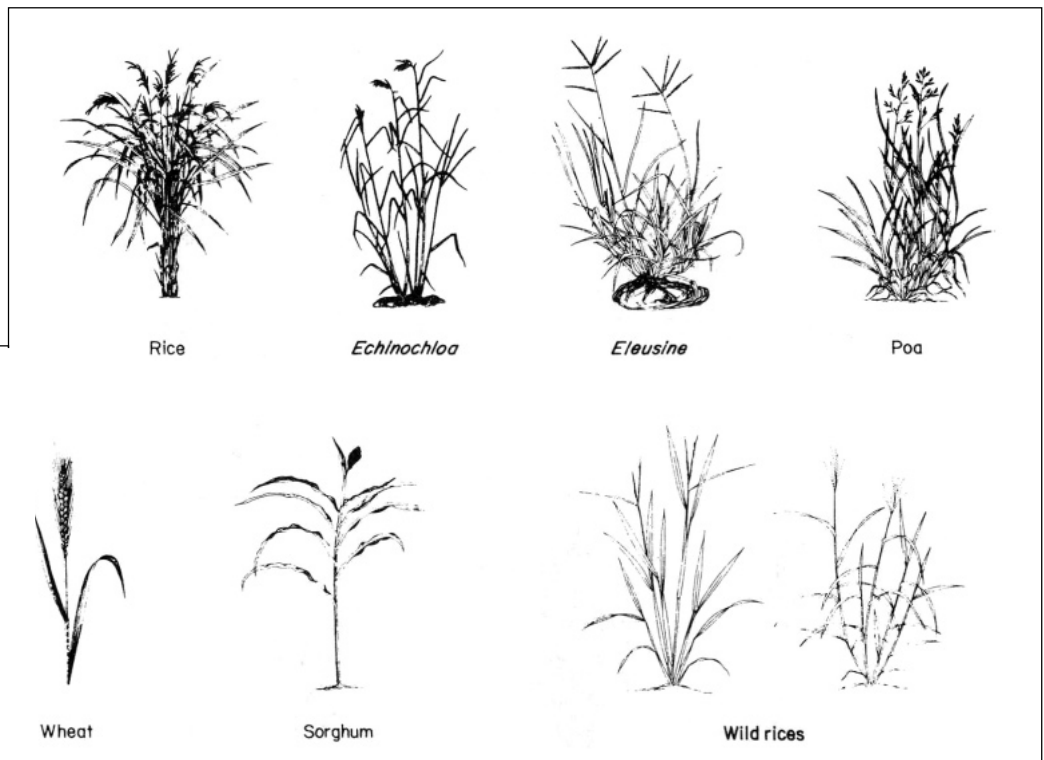 Rice
Echinochloa
Eleusine
Poa
Wheat
Sorghum
Wild rices